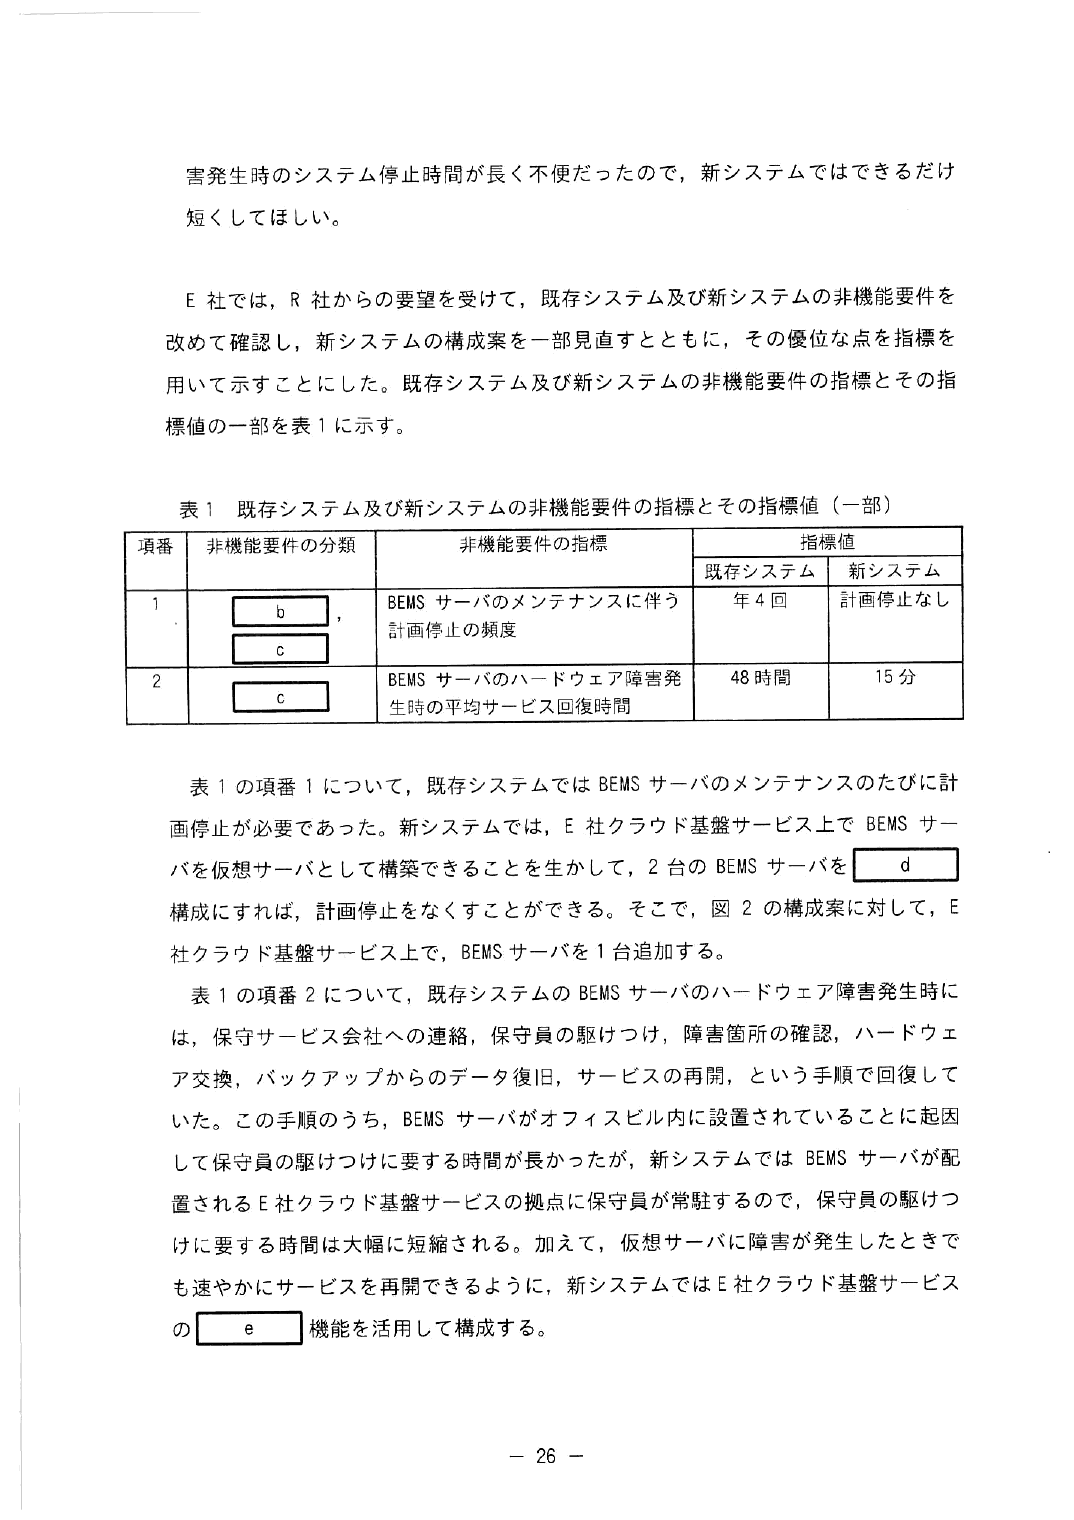 害発生時のシステム停止時間が長く不便だったので，新システムではできるだけ
短くしてほしい。
E 社では，R 社からの要望を受けて，既存システム及び新システムの非機能要件を
改めて確認し，新システムの構成案を一部見直すとともに，その優位な点を指標を
用いて示すことにした。既存システム及び新システムの非機能要件の指標とその指
標値の一部を表 1 に示す。
表 1　既存システム及び新システムの非機能要件の指標とその指標値（一部）
項番　非機能要件の分類　非機能要件の指標　指標値
既存システム　新システム
1　b ，　BEMS サーバのメンテナンスに伴う　年 4 回　計画停止なし
c　計画停止の頻度
2　c　BEMS サーバのハードウェア障害発　48 時間　15 分
生時の平均サービス回復時間
表 1 の項番 1 について，既存システムでは BEMS サーバのメンテナンスのたびに計
画停止が必要であった。新システムでは，E 社クラウド基盤サービス上で BEMS サー
バを仮想サーバとして構築できることを生かして，2 台の BEMS サーバを d
構成にすれば，計画停止をなくすことができる。そこで，図 2 の構成案に対して，E
社クラウド基盤サービス上で，BEMS サーバを 1 台追加する。
表 1 の項番 2 について，既存システムの BEMS サーバのハードウェア障害発生時に
は，保守サービス会社への連絡，保守員の駆けつけ，障害箇所の確認，ハードウェ
ア交換，バックアップからのデータ復旧，サービスの再開，という手順で回復して
いた。この手順のうち，BEMS サーバがオフィスビル内に設置されていることに起因
して保守員の駆けつけに要する時間が長かったが，新システムでは BEMS サーバが配
置される E 社クラウド基盤サービスの拠点に保守員が常駐するので，保守員の駆けつ
けに要する時間は大幅に短縮される。加えて，仮想サーバに障害が発生したときで
も速やかにサービスを再開できるように，新システムでは E 社クラウド基盤サービス
の e 機能を活用して構成する。
－ 26 －